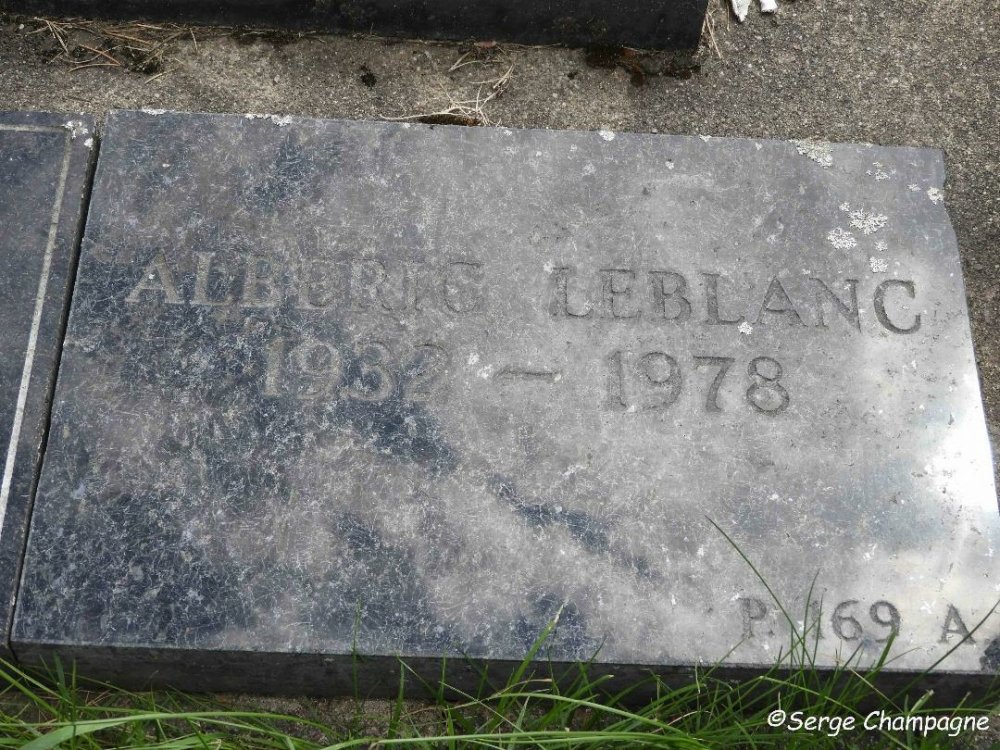 ALBERIC LEBLANC
1932 – 1978
P. 169 A
©Serge Champagne